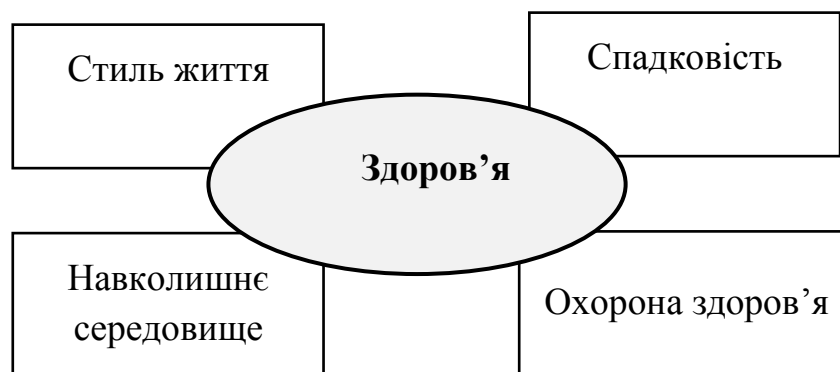 Стиль життя
Спадковість
Здоров’я
Навколишнє
середовище
Охорона здоров’я